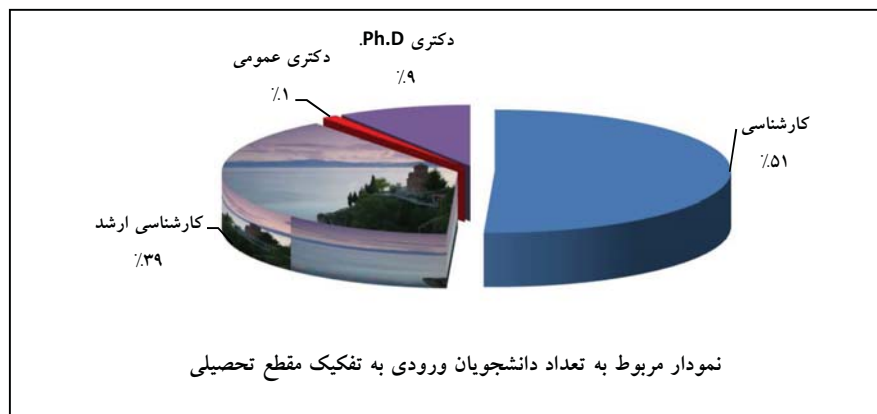 دکتری Ph.D.
٪۹
دکتری عمومی
٪۱
کارشناسی
٪۵۱
کارشناسی ارشد
٪۳۹
نمودار مربوط به تعداد دانشجویان ورودی به تفکیک مقطع تحصیلی